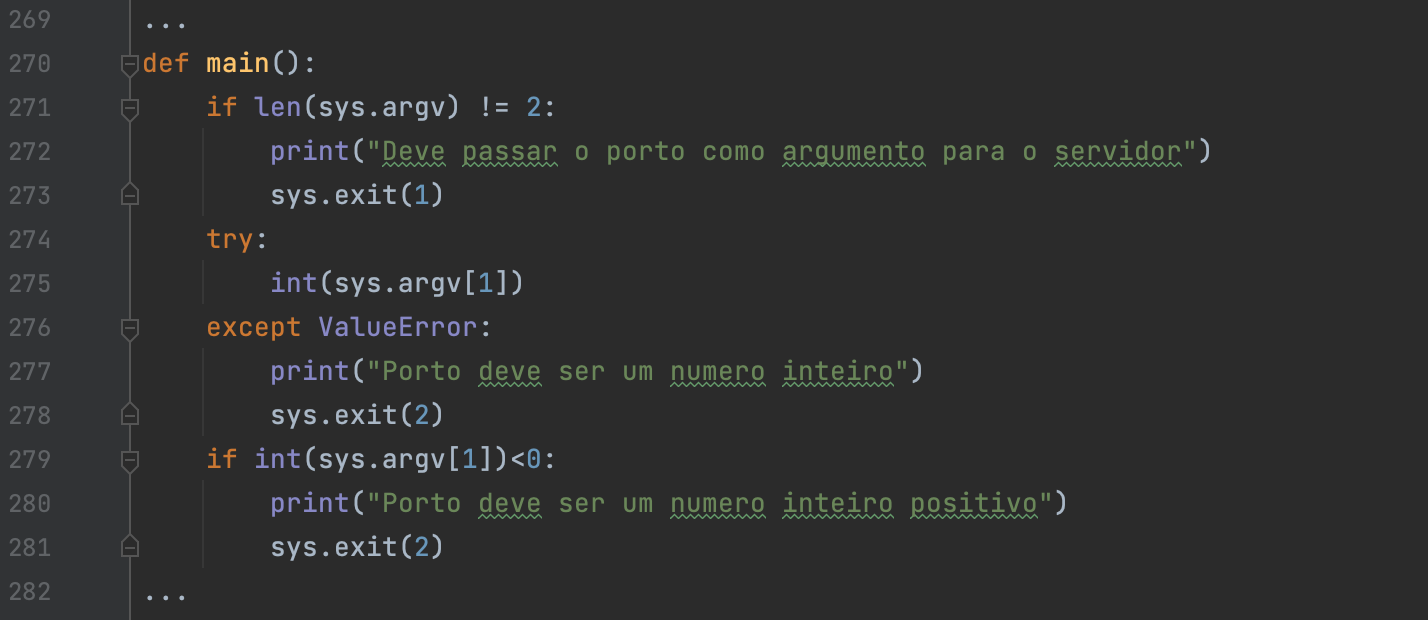 269 ...
270 def main():
271     if len(sys.argv) != 2:
272         print("Deve passar o porto como argumento para o servidor")
273         sys.exit(1)
274     try:
275         int(sys.argv[1])
276     except ValueError:
277         print("Porto deve ser um numero inteiro")
278         sys.exit(2)
279     if int(sys.argv[1])<0:
280         print("Porto deve ser um numero inteiro positivo")
281         sys.exit(2)
282 ...